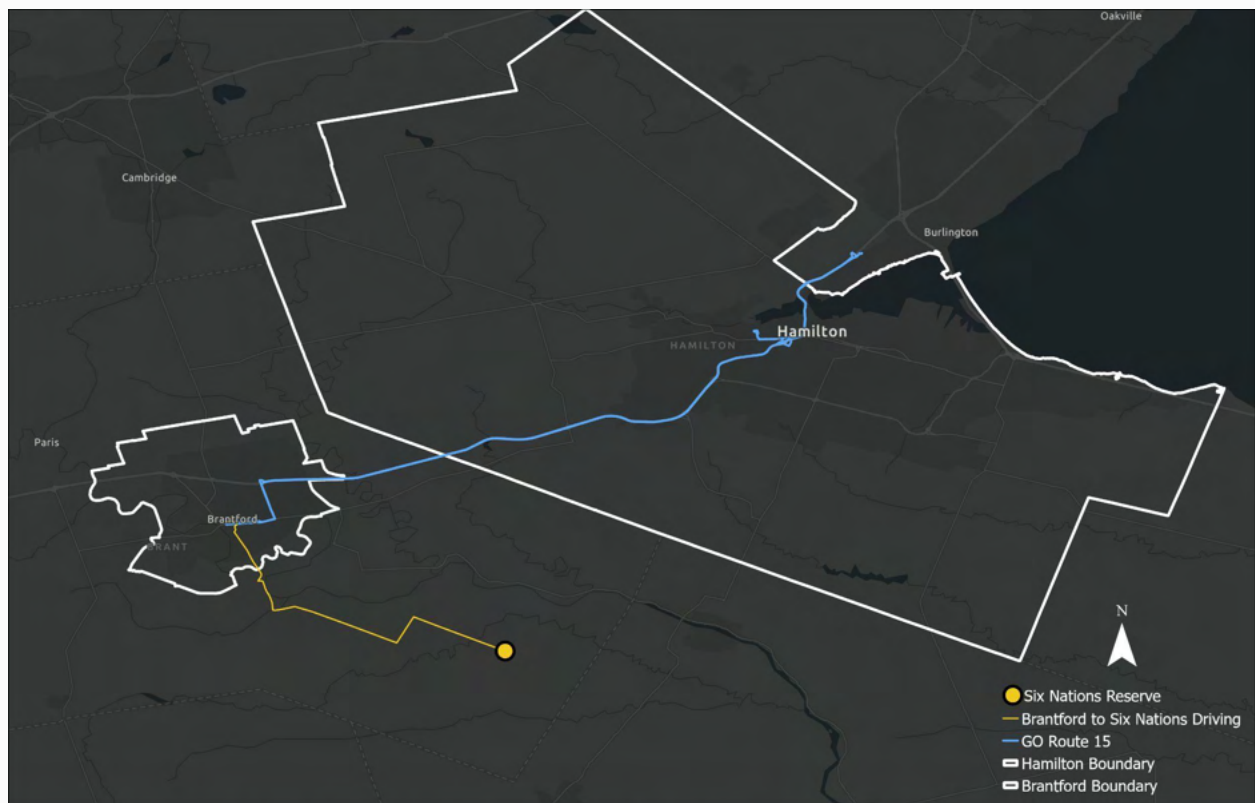 Oakville
Cambridge
Burlington
Hamilton
HAMILTON
Paris
Brantford
BRANT
N
Six Nations Reserve
Brantford to Six Nations Driving
GO Route 15
Hamilton Boundary
Brantford Boundary